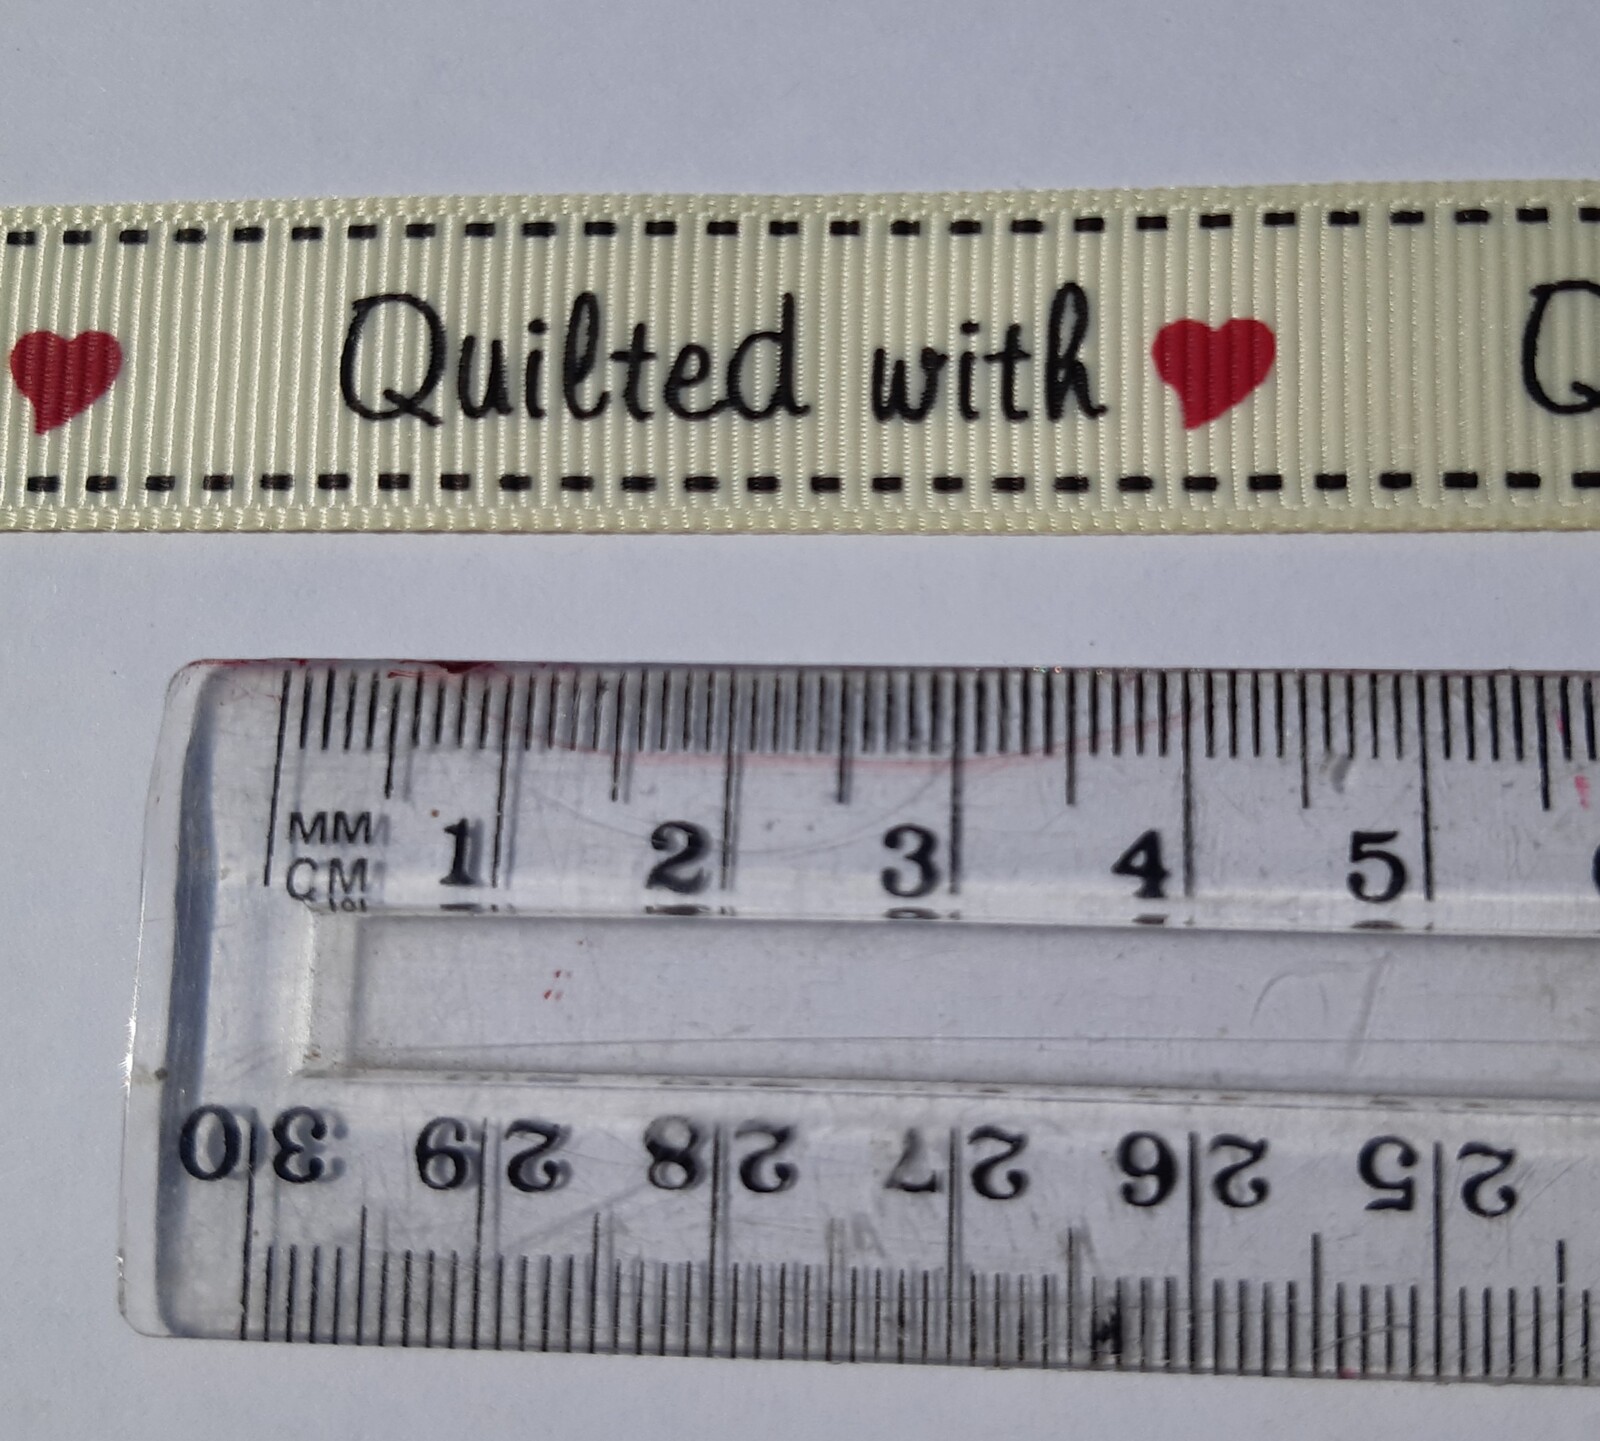 Quilted with Q
MM
CM
1 2 3 4 5
30 29 28 27 26 25